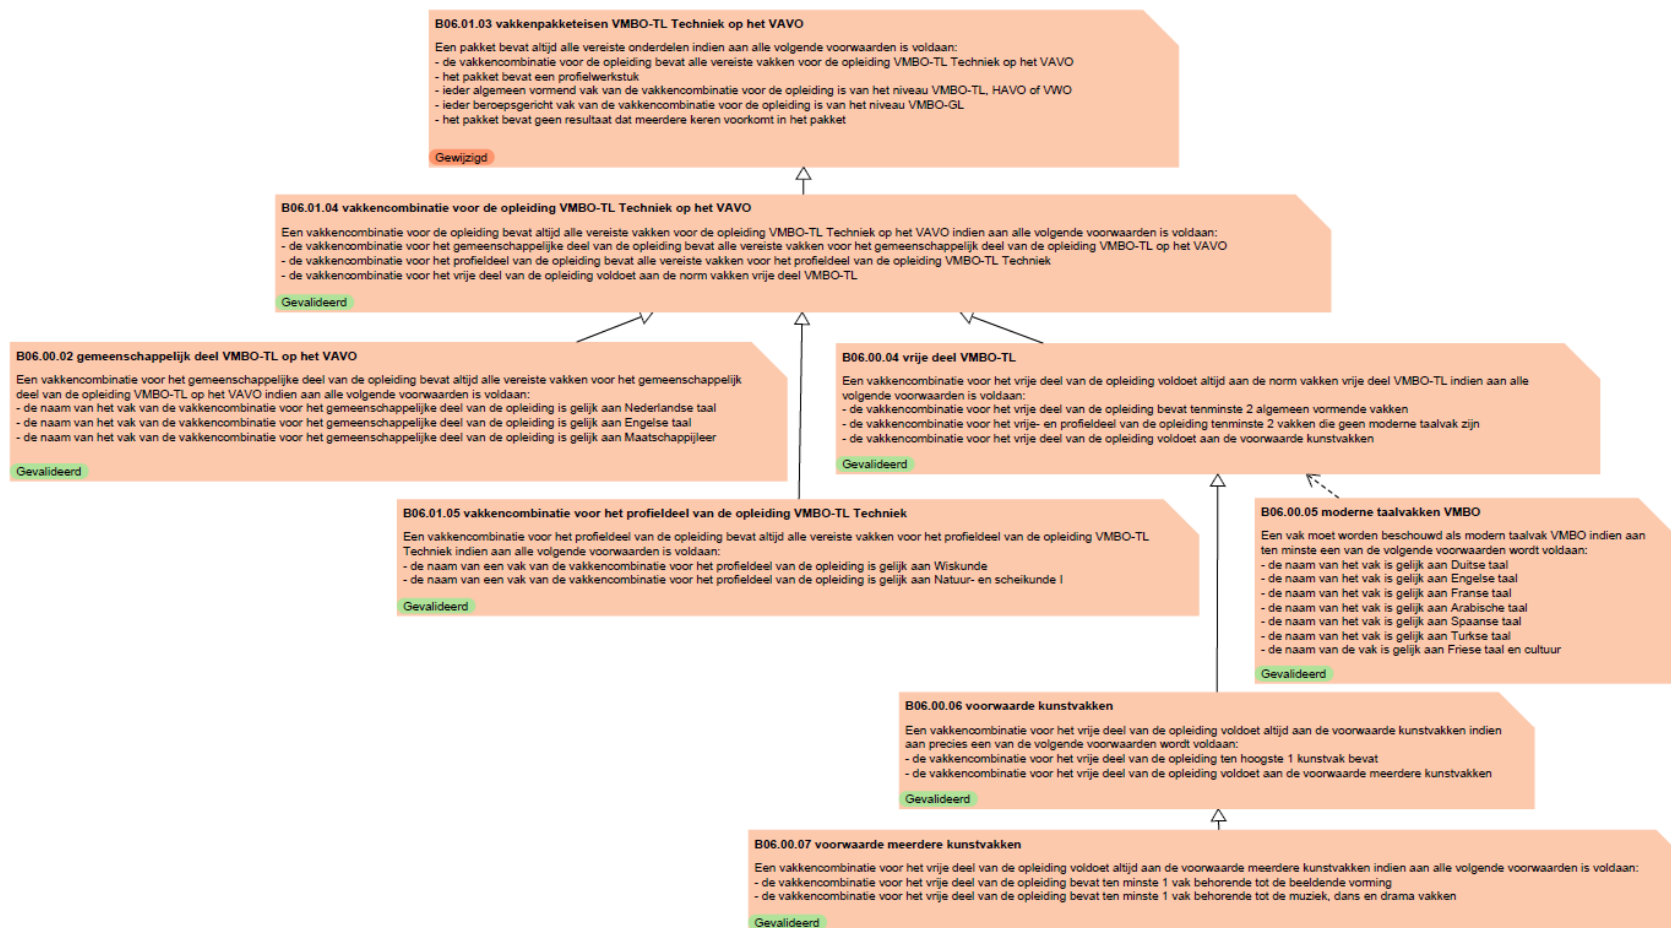 B06.01.03 vakkenpakketeisen VMBO-TL Techniek op het VAVO
Een pakket bevat altijd alle vereiste onderdelen indien aan alle volgende voorwaarden is voldaan:
- de vakkencombinatie voor de opleiding bevat alle vereiste vakken voor de opleiding VMBO-TL Techniek op het VAVO
- het pakket bevat een profielwerkstuk
- ieder algemeen vormend vak van de vakkencombinatie voor de opleiding is van het niveau VMBO-TL, HAVO of VWO
- ieder beroepsgericht vak van de vakkencombinatie voor de opleiding is van het niveau VMBO-GL
- het pakket bevat geen resultaat dat meerdere keren voorkomt in het pakket
Gewijzigd
B06.01.04 vakkencombinatie voor de opleiding VMBO-TL Techniek op het VAVO
Een vakkencombinatie voor de opleiding bevat altijd alle vereiste vakken voor de opleiding VMBO-TL Techniek op het VAVO indien aan alle volgende voorwaarden is voldaan:
- de vakkencombinatie voor het gemeenschappelijke deel van de opleiding bevat alle vereiste vakken voor het gemeenschappelijk deel van de opleiding VMBO-TL op het VAVO
- de vakkencombinatie voor het profieldeel van de opleiding bevat alle vereiste vakken voor het profieldeel van de opleiding VMBO-TL Techniek
- de vakkencombinatie voor het vrije deel van de opleiding voldoet aan de norm vakken vrije deel VMBO-TL
Gevalideerd
B06.00.02 gemeenschappelijk deel VMBO-TL op het VAVO
Een vakkencombinatie voor het gemeenschappelijke deel van de opleiding bevat altijd alle vereiste vakken voor het gemeenschappelijk
deel van de opleiding VMBO-TL op het VAVO indien aan alle volgende voorwaarden is voldaan:
- de naam van het vak van de vakkencombinatie voor het gemeenschappelijke deel van de opleiding is gelijk aan Nederlandse taal
- de naam van het vak van de vakkencombinatie voor het gemeenschappelijke deel van de opleiding is gelijk aan Engelse taal
- de naam van het vak van de vakkencombinatie voor het gemeenschappelijke deel van de opleiding is gelijk aan Maatschappijleer
Gevalideerd
B06.00.04 vrije deel VMBO-TL
Een vakkencombinatie voor het vrije deel van de opleiding voldoet altijd aan de norm vakken vrije deel VMBO-TL indien aan alle
volgende voorwaarden is voldaan:
- de vakkencombinatie voor het vrije deel van de opleiding bevat tenminste 2 algemeen vormende vakken
- de vakkencombinatie voor het vrije- en profieldeel van de opleiding tenminste 2 vakken die geen moderne taalvak zijn
- de vakkencombinatie voor het vrije deel van de opleiding voldoet aan de voorwaarde kunstvakken
Gevalideerd
B06.01.05 vakkencombinatie voor het profieldeel van de opleiding VMBO-TL Techniek
Een vakkencombinatie voor het profieldeel van de opleiding bevat altijd alle vereiste vakken voor het profieldeel van de opleiding VMBO-TL
Techniek indien aan alle volgende voorwaarden is voldaan:
- de naam van een vak van de vakkencombinatie voor het profieldeel van de opleiding is gelijk aan Wiskunde
- de naam van een vak van de vakkencombinatie voor het profieldeel van de opleiding is gelijk aan Natuur- en scheikunde I
Gevalideerd
B06.00.05 moderne taalvakken VMBO
Een vak moet worden beschouwd als modern taalvak VMBO indien aan
ten minste een van de volgende voorwaarden wordt voldaan:
- de naam van het vak is gelijk aan Duitse taal
- de naam van het vak is gelijk aan Engelse taal
- de naam van het vak is gelijk aan Franse taal
- de naam van het vak is gelijk aan Arabische taal
- de naam van het vak is gelijk aan Spaanse taal
- de naam van het vak is gelijk aan Turkse taal
- de naam van de vak is gelijk aan Friese taal en cultuur
Gevalideerd
B06.00.06 voorwaarde kunstvakken
Een vakkencombinatie voor het vrije deel van de opleiding voldoet altijd aan de voorwaarde kunstvakken indien
aan precies een van de volgende voorwaarden wordt voldaan:
- de vakkencombinatie voor het vrije deel van de opleiding ten hoogste 1 kunstvak bevat
- de vakkencombinatie voor het vrije deel van de opleiding voldoet aan de voorwaarde meerdere kunstvakken
Gevalideerd
B06.00.07 voorwaarde meerdere kunstvakken
Een vakkencombinatie voor het vrije deel van de opleiding voldoet altijd aan de voorwaarde meerdere kunstvakken indien aan alle volgende voorwaarden is voldaan:
- de vakkencombinatie voor het vrije deel van de opleiding bevat ten minste 1 vak behorende tot de beeldende vorming
- de vakkencombinatie voor het vrije deel van de opleiding bevat ten minste 1 vak behorende tot de muziek, dans en drama vakken
Gevalideerd